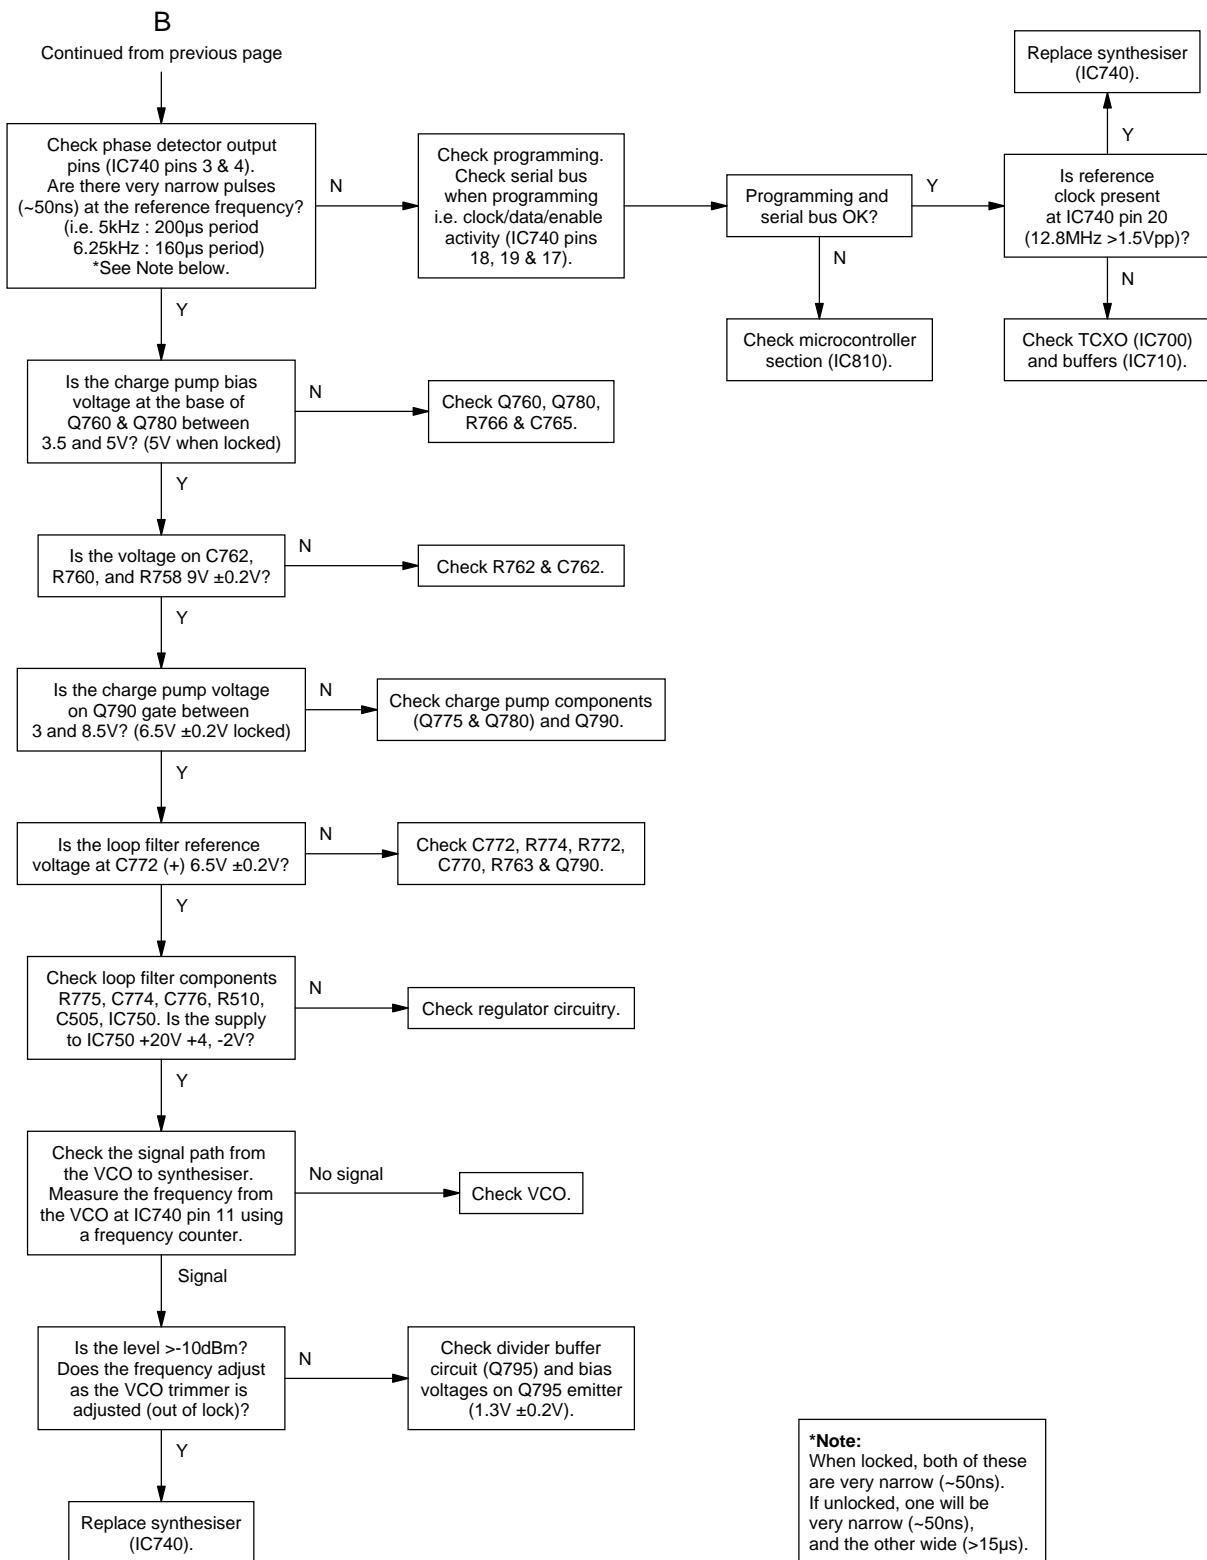 B
Continued from previous page
Check phase detector output
pins (IC740 pins 3 & 4).
Are there very narrow pulses
(~50ns) at the reference frequency?
(i.e. 5kHz : 200µs period
6.25kHz : 160µs period)
*See Note below.
N
Check programming.
Check serial bus
when programming
i.e. clock/data/enable
activity (IC740 pins
18, 19 & 17).
Programming and
serial bus OK?
Y
Is reference
clock present
at IC740 pin 20
(12.8MHz >1.5Vpp)?
Y
Replace synthesiser
(IC740).
N
Check microcontroller
section (IC810).
N
Check TCXO (IC700)
and buffers (IC710).
Y
Is the charge pump bias
voltage at the base of
Q760 & Q780 between
3.5 and 5V? (5V when locked)
N
Check Q760, Q780,
R766 & C765.
Y
Is the voltage on C762,
R760, and R758 9V ±0.2V?
N
Check R762 & C762.
Y
Is the charge pump voltage
on Q790 gate between
3 and 8.5V? (6.5V ±0.2V locked)
N
Check charge pump components
(Q775 & Q780) and Q790.
Y
Is the loop filter reference
voltage at C772 (+) 6.5V ±0.2V?
N
Check C772, R774, R772,
C770, R763 & Q790.
Y
Check loop filter components
R775, C774, C776, R510,
C505, IC750. Is the supply
to IC750 +20V +4, -2V?
N
Check regulator circuitry.
Y
Check the signal path from
the VCO to synthesiser.
Measure the frequency from
the VCO at IC740 pin 11 using
a frequency counter.
No signal
Check VCO.
Signal
Is the level >-10dBm?
Does the frequency adjust
as the VCO trimmer is
adjusted (out of lock)?
N
Check divider buffer
circuit (Q795) and bias
voltages on Q795 emitter
(1.3V ±0.2V).
Y
Replace synthesiser
(IC740).
*Note:
When locked, both of these
are very narrow (~50ns).
If unlocked, one will be
very narrow (~50ns),
and the other wide (>15µs).